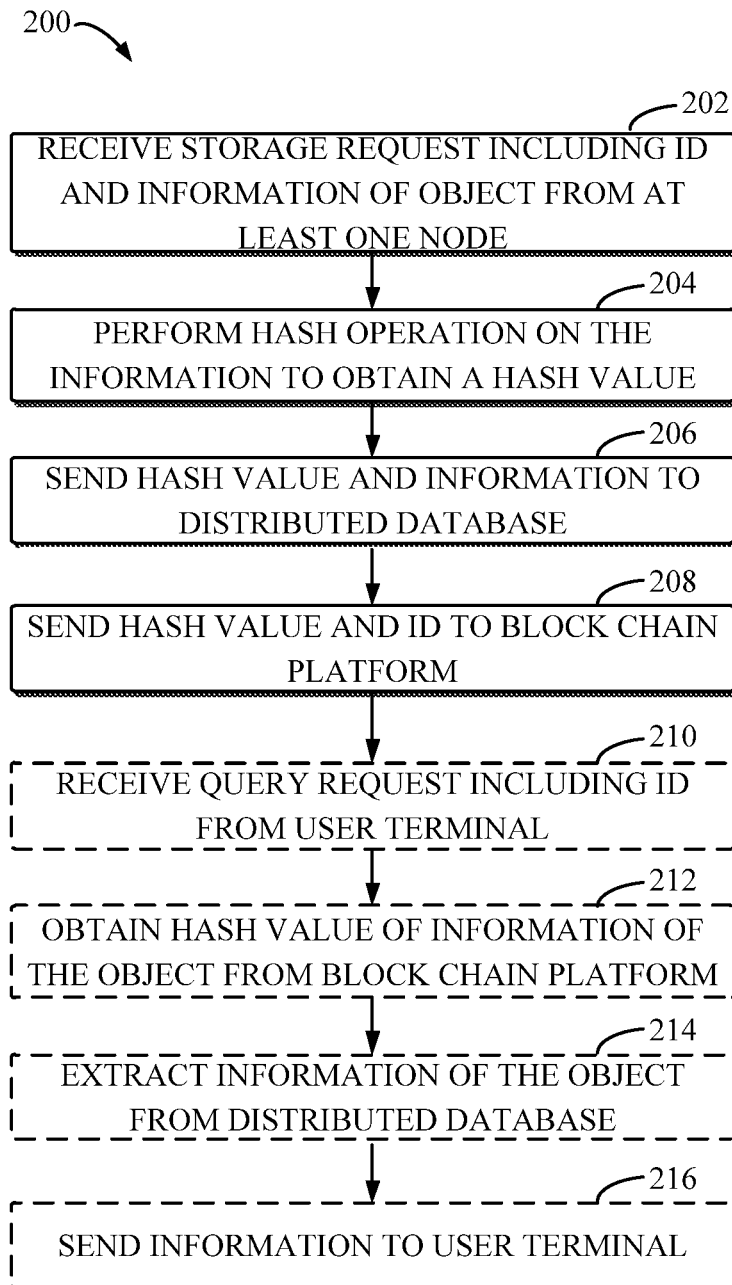 200
202
RECEIVE STORAGE REQUEST INCLUDING ID
AND INFORMATION OF OBJECT FROM AT
LEAST ONE NODE
204
PERFORM HASH OPERATION ON THE
INFORMATION TO OBTAIN A HASH VALUE
206
SEND HASH VALUE AND INFORMATION TO
DISTRIBUTED DATABASE
208
SEND HASH VALUE AND ID TO BLOCK CHAIN
PLATFORM
210
RECEIVE QUERY REQUEST INCLUDING ID
FROM USER TERMINAL
212
OBTAIN HASH VALUE OF INFORMATION OF
THE OBJECT FROM BLOCK CHAIN PLATFORM
214
EXTRACT INFORMATION OF THE OBJECT
FROM DISTRIBUTED DATABASE
216
SEND INFORMATION TO USER TERMINAL